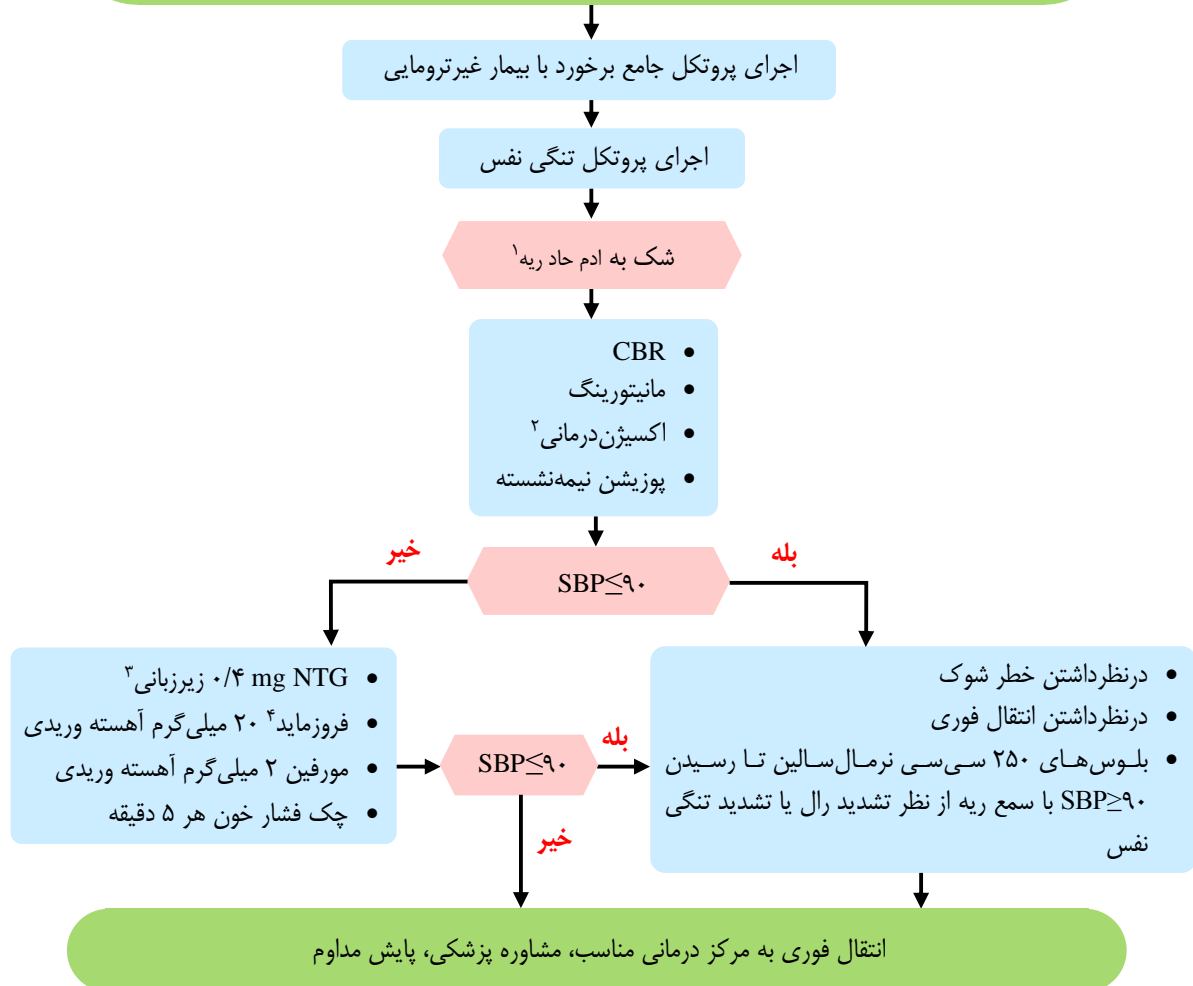 اجرای پروتکل جامع برخورد با بیمار غیرترومایی
اجرای پروتکل تنگی نفس
شک به ادم حاد ریه۱
• CBR
• مانیتورینگ
• اکسیژن‌درمانی۲
• پوزیشن نیمه‌نشسته
بله
خیر
SBP≤۹۰
• درنظرداشتن خطر شوک
• درنظرداشتن انتقال فوری
• بلوس‌های ۲۵۰ سی‌سی نرمال‌سالین تا رسیدن
SBP≥۹۰ با سمع ریه از نظر تشدید رال یا تشدید تنگی
نفس
• ۰/۴ mg NTG زیرزبانی۳
• فروزماید۴ ۲۰ میلی‌گرم آهسته وریدی
• مورفین ۲ میلی‌گرم آهسته وریدی
• چک فشار خون هر ۵ دقیقه
SBP≤۹۰
بله
خیر
انتقال فوری به مرکز درمانی مناسب، مشاوره پزشکی، پایش مداوم